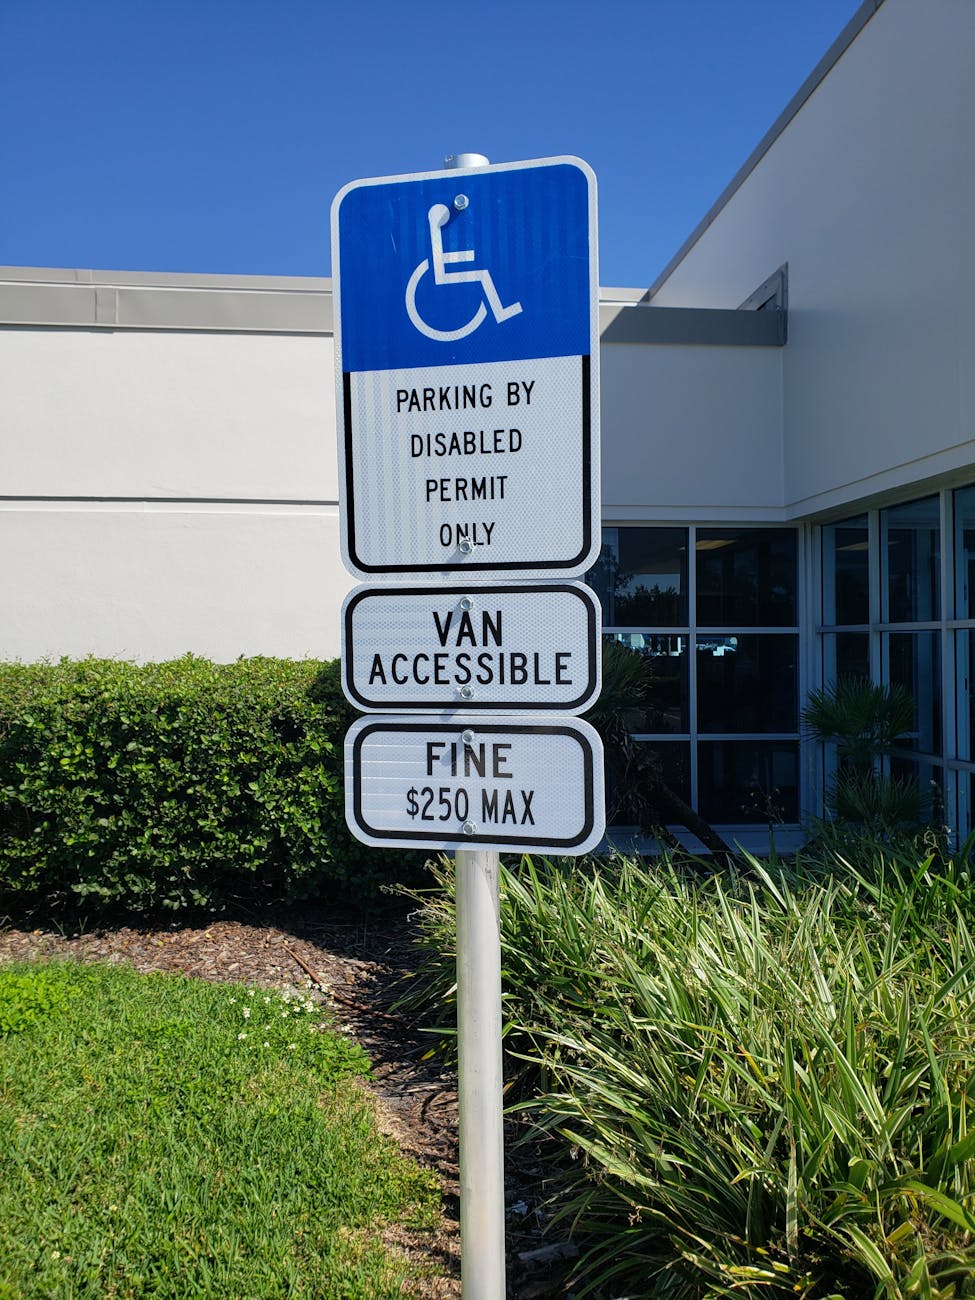 PARKING BY
DISABLED
PERMIT
ONLY
VAN
ACCESSIBLE
FINE
$250 MAX